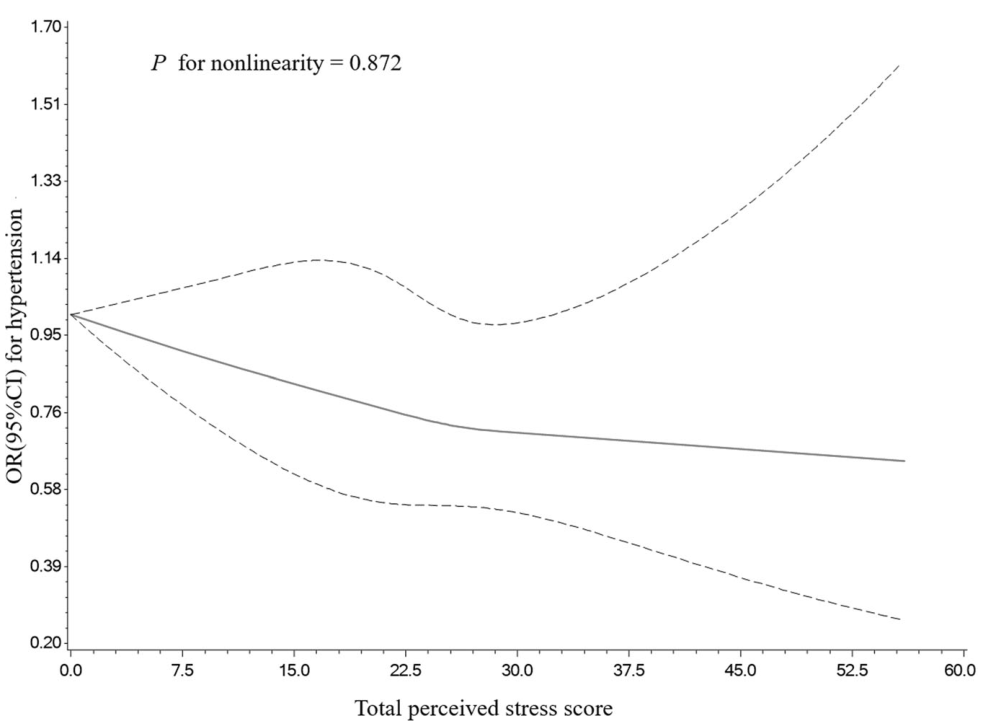 1.70
P for nonlinearity = 0.872
1.51
1.33
1.14
0.95
0.76
0.58
0.39
0.20
OR(95%CI) for hypertension
0.0 7.5 15.0 22.5 30.0 37.5 45.0 52.5 60.0
Total perceived stress score